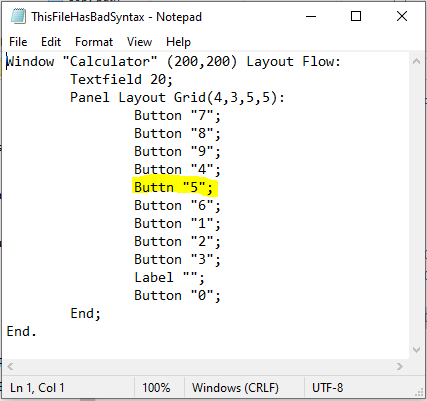 ThisFileHasBadSyntax - Notepad
File Edit Format View Help
Window "Calculator" (200,200) Layout Flow:
Textfield 20;
Panel Layout Grid(4,3,5,5):
Button "7";
Button "8";
Button "9";
Button "4";
Buttn "5";
Button "6";
Button "1";
Button "2";
Button "3";
Label "";
Button "0";
End;
End.
Ln 1, Col 1 100% Windows (CRLF) UTF-8